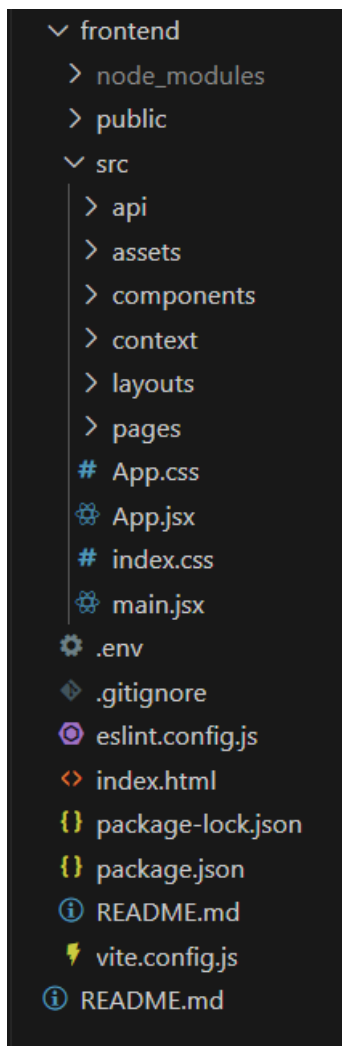 frontend
node_modules
public
src
api
assets
components
context
layouts
pages
# App.css
App.jsx
# index.css
main.jsx
.env
.gitignore
eslint.config.js
<> index.html
{} package-lock.json
{} package.json
README.md
vite.config.js
README.md